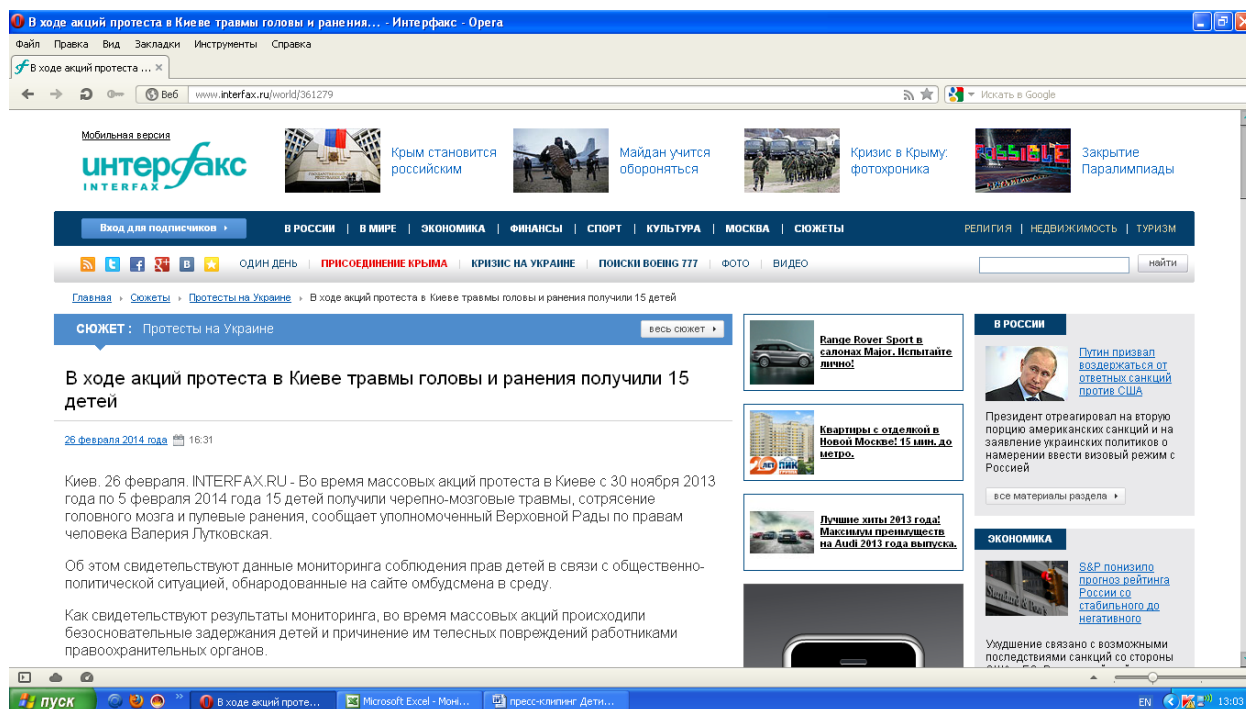 В ходе акций протеста в Киеве травмы головы и ранения... - Интерфакс - Opera
Файл Правка Вид Закладки Инструменты Справка
В ходе акций протеста ...
Веб www.interfax.ru/world/361279 Искать в Google
Мобильная версия
интерфакс
INTERFAX
Крым становится
российским
Майдан учится
обороняться
Кризис в Крыму:
фотохроника
Закрытие
Паралимпиады
Вход для подписчиков
В РОССИИ | В МИРЕ | ЭКОНОМИКА | ФИНАНСЫ | СПОРТ | КУЛЬТУРА | МОСКВА | СЮЖЕТЫ
РЕЛИГИЯ | НЕДВИЖИМОСТЬ | ТУРИЗМ
ОДИН ДЕНЬ | ПРИСОЕДИНЕНИЕ КРЫМА | КРИЗИС НА УКРАИНЕ | ПОИСКИ BOEING 777 | ФОТО | ВИДЕО
найти
Главная › Сюжеты › Протесты на Украине › В ходе акций протеста в Киеве травмы головы и ранения получили 15 детей
СЮЖЕТ : Протесты на Украине
весь сюжет
В ходе акций протеста в Киеве травмы головы и ранения получили 15
детей
26 февраля 2014 года 16:31
Киев. 26 февраля. INTERFAX.RU - Во время массовых акций протеста в Киеве с 30 ноября 2013
года по 5 февраля 2014 года 15 детей получили черепно-мозговые травмы, сотрясение
головного мозга и пулевые ранения, сообщает уполномоченный Верховной Рады по правам
человека Валерия Лутковская.
Об этом свидетельствуют данные мониторинга соблюдения прав детей в связи с общественно-
политической ситуацией, обнародованные на сайте омбудсмена в среду.
Как свидетельствуют результаты мониторинга, во время массовых акций происходили
безосновательные задержания детей и причинение им телесных повреждений работниками
правоохранительных органов.
Range Rover Sport в
салонах Major. Испытайте
лично!
20 лет ПИК
Квартиры с отделкой в
Новой Москве! 15 мин. до
метро.
Лучшие хиты 2013 года!
Максимум преимуществ
на Audi 2013 года выпуска.
В РОССИИ
Путин призвал
воздержаться от
ответных санкций
против США
Президент отреагировал на вторую
порцию американских санкций и на
заявление украинских политиков о
намерении ввести визовый режим с
Россией
все материалы раздела
ЭКОНОМИКА
S&P понизило
прогноз рейтинга
России со
стабильного до
негативного
Ухудшение связано с возможными
последствиями санкций со стороны
пуск
В ходе акций проте...
Microsoft Excel - Моні...
пресс-клипинг Дети...
EN
13:03